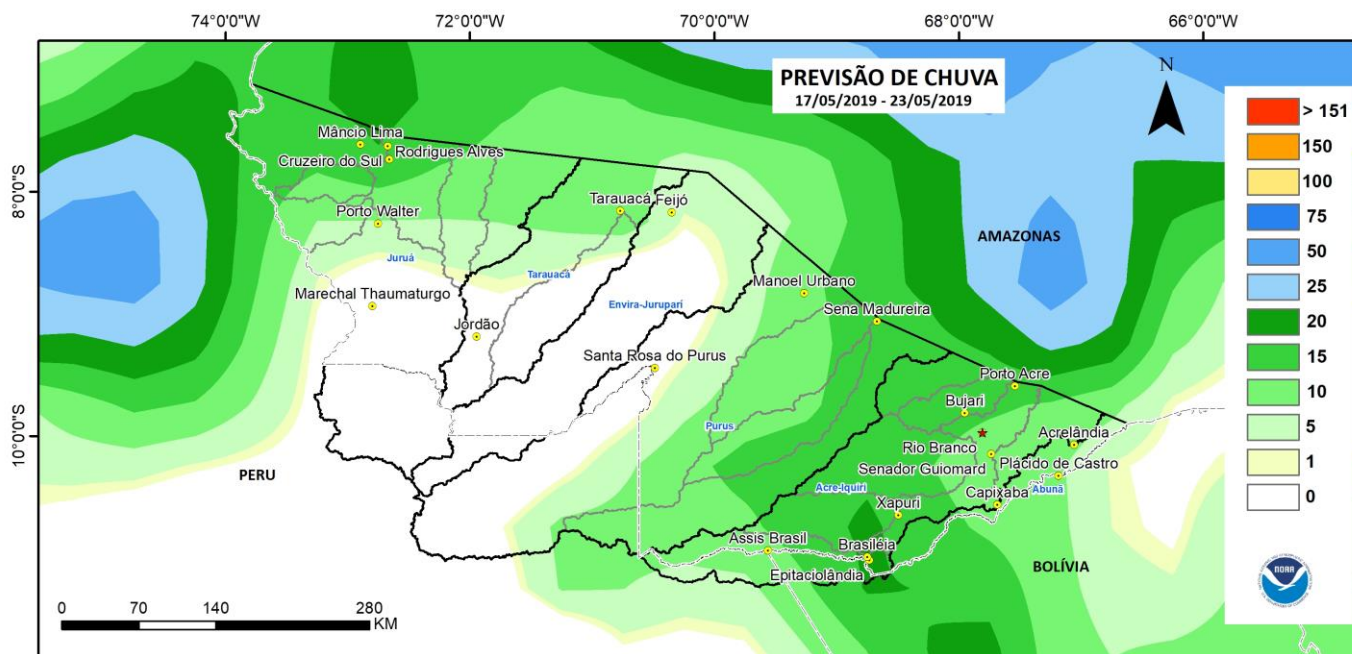 74°0'0"W 72°0'0"W 70°0'0"W 68°0'0"W 66°0'0"W
PREVISÃO DE CHUVA
17/05/2019 - 23/05/2019
N
> 151
150
100
75
50
25
20
15
10
5
1
0
8°0'0"S
10°0'0"S
Mâncio Lima
Rodrigues Alves
Cruzeiro do Sul
Porto Walter
Tarauacá
Feijó
AMAZONAS
Juruá
Tarauacá
Manoel Urbano
Marechal Thaumaturgo
Envira-Jurupari
Sena Madureira
Jordão
Santa Rosa do Purus
Porto Acre
Bujari
Purus
Acrelândia
Rio Branco
Plácido de Castro
Senador Guiomard
PERU
Acre-Iquiri
Abunã
Capixaba
Xapuri
Assis Brasil
Brasiléia
BOLÍVIA
Epitaciolândia
NOAA
0 70 140 280
KM